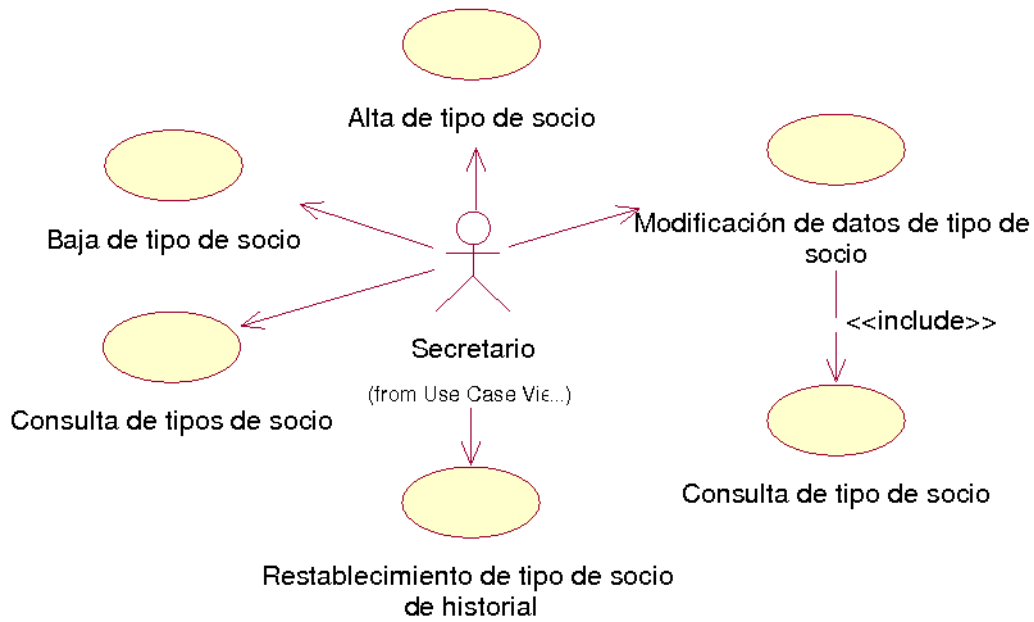 Alta de tipo de socio
Baja de tipo de socio
Modificación de datos de tipo de
socio
<<include>>
Secretario
(from Use Case Vie...)
Consulta de tipos de socio
Consulta de tipo de socio
Restablecimiento de tipo de socio
de historial